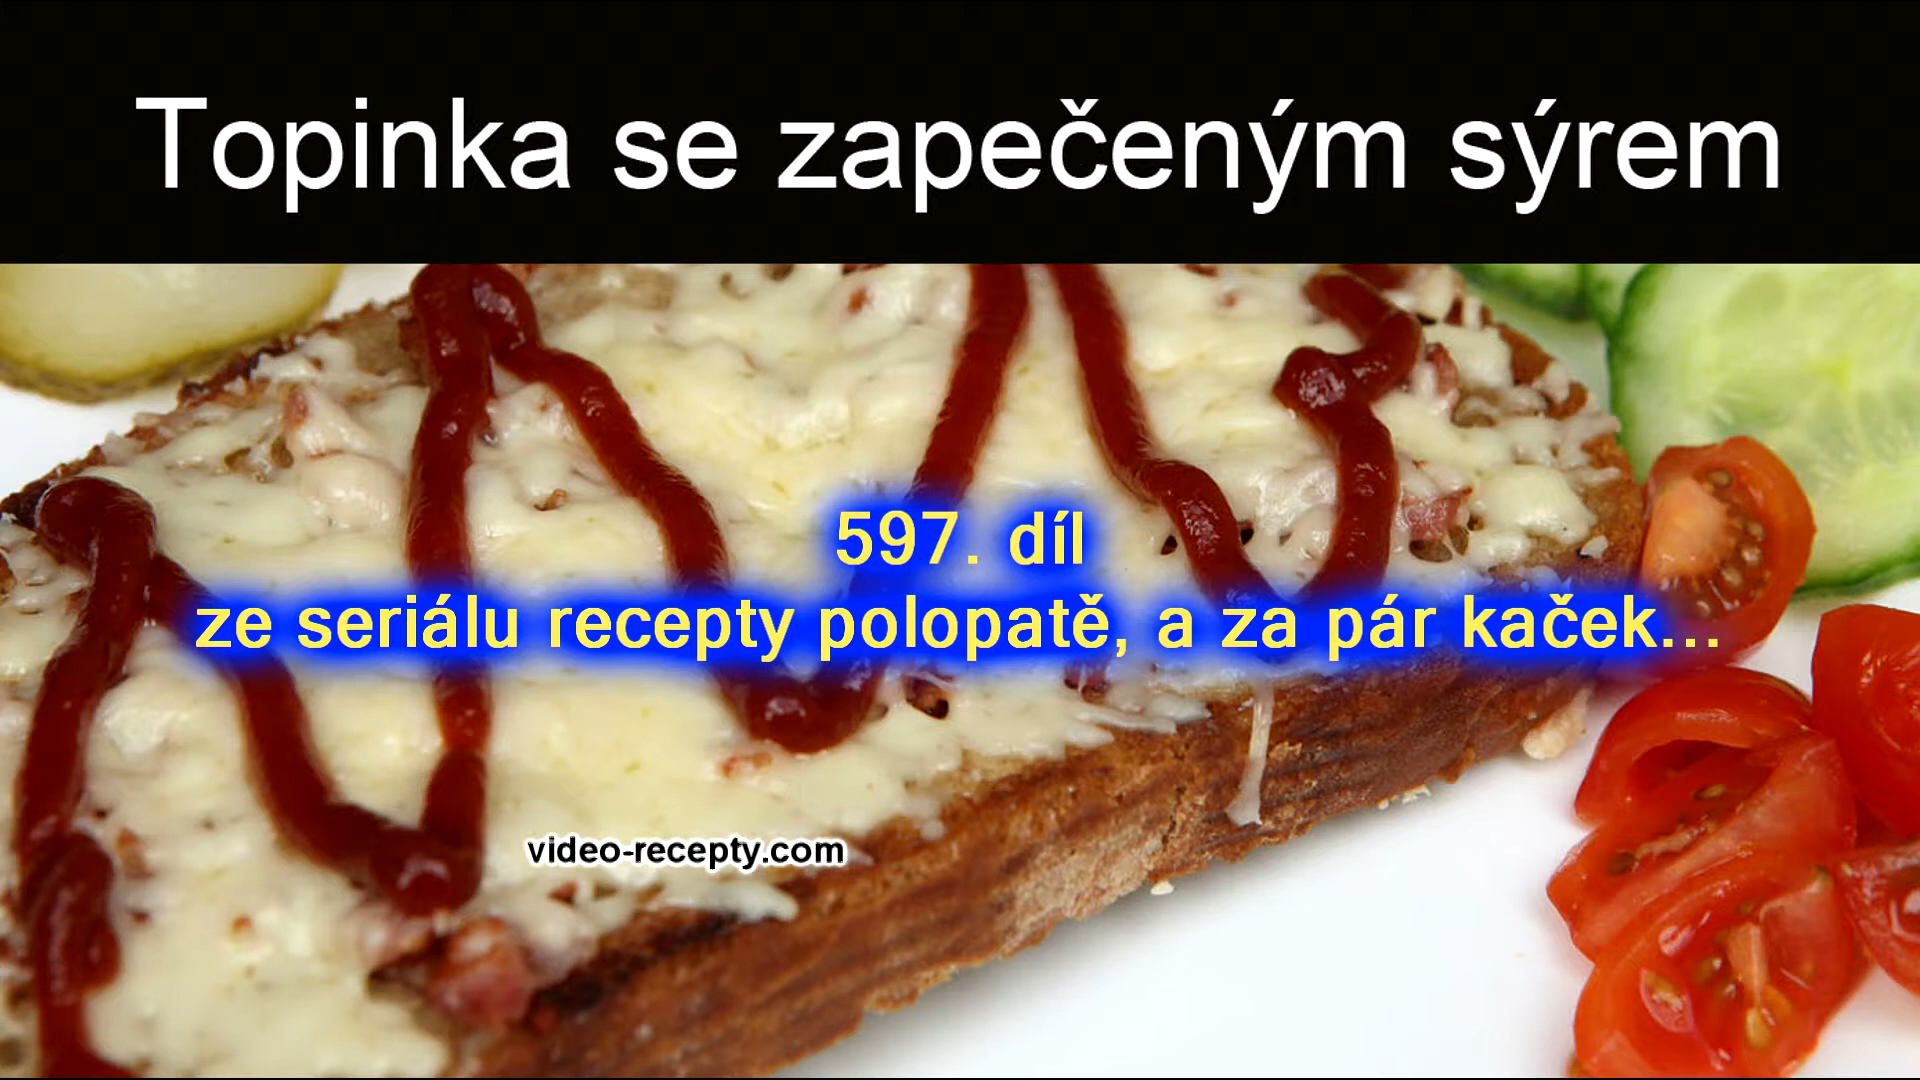 Topinka se zapečeným sýrem
597. díl
ze seriálu recepty polopatě, a za pár kaček...
video-recepty.com